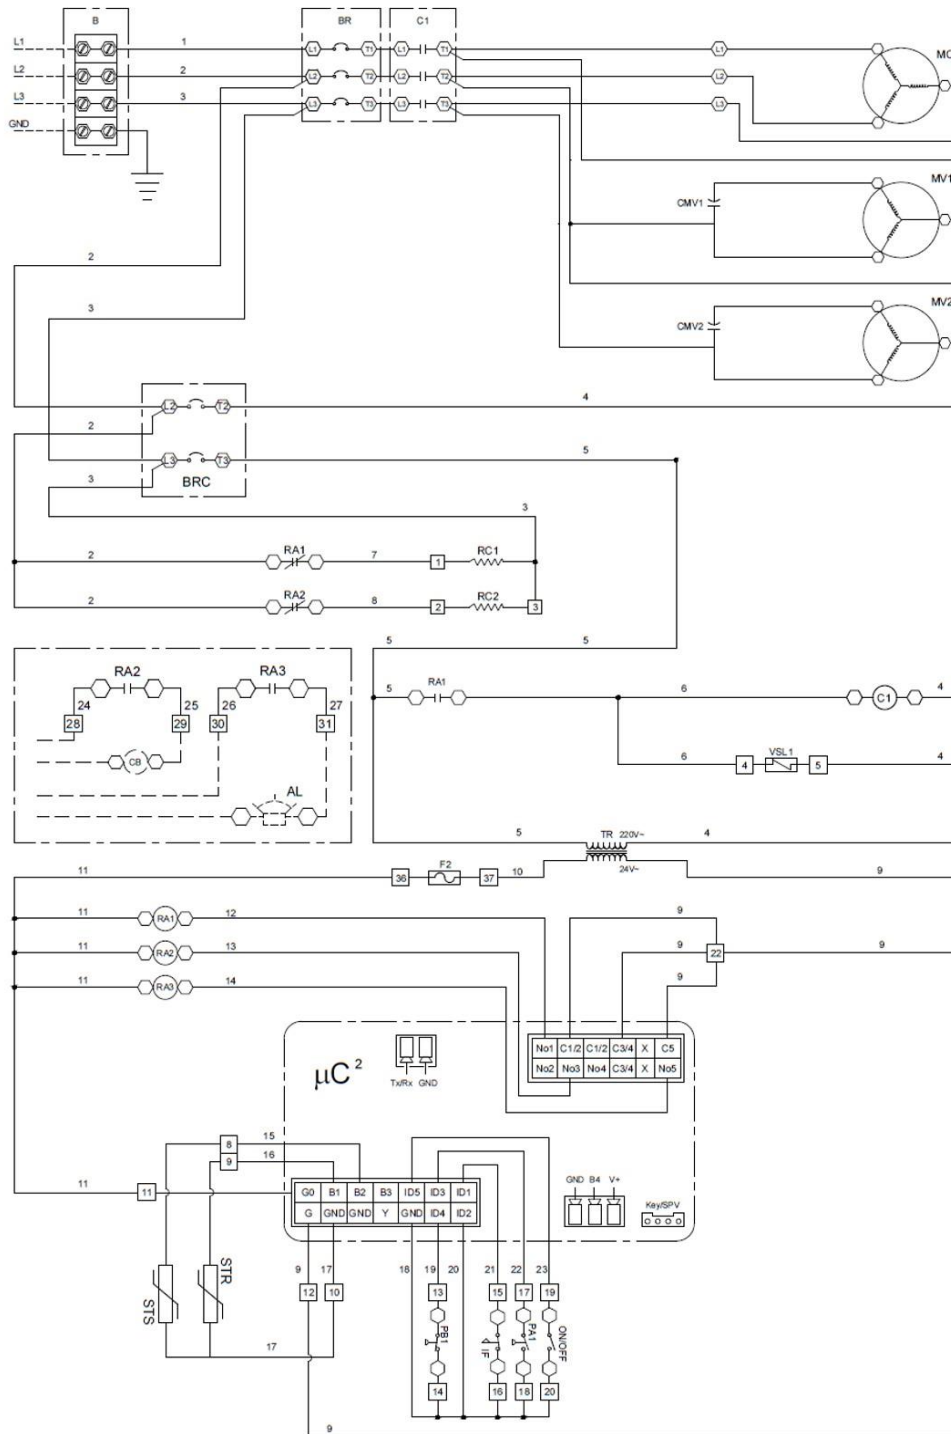 B BR C1
L1 1 L1 T1 L1 T1 L1 MC
L2 2 L2 T2 L2 T2 L2
L3 3 L3 T3 L3 T3 L3
GND
MV1
CMV1
2
MV2
3
CMV2
L2 T2 4
2
L3 T3 5
3 BRC
3
2 RA1 7 1 RC1
2 RA2 8 2 RC2 3
5 5
RA2 RA3
24 25 26 27
28 29 30 31
CB
AL
5 RA1 6 C1 4
6 4 VSL1 5 4
5 TR 220V~ 4
24V~
11 36 F2 37 10 9
11 RA1 12 9
11 RA2 13 9 22 9
11 RA3 14 9
No1 C1/2 C1/2 C3/4 X C5
No2 No3 No4 C3/4 X No5
µC²
Tx/Rx GND
8 15
9 16
11 11
G0 B1 B2 B3 ID5 ID3 ID1
G GND GND Y GND ID4 ID2
GND B4 V+
Key/SPV
9 17 18 19 20 21 22 23
12 10 13 15 17 19
STS STR PB1 IF PA1 ON/OFF
17
14 16 18 20
9